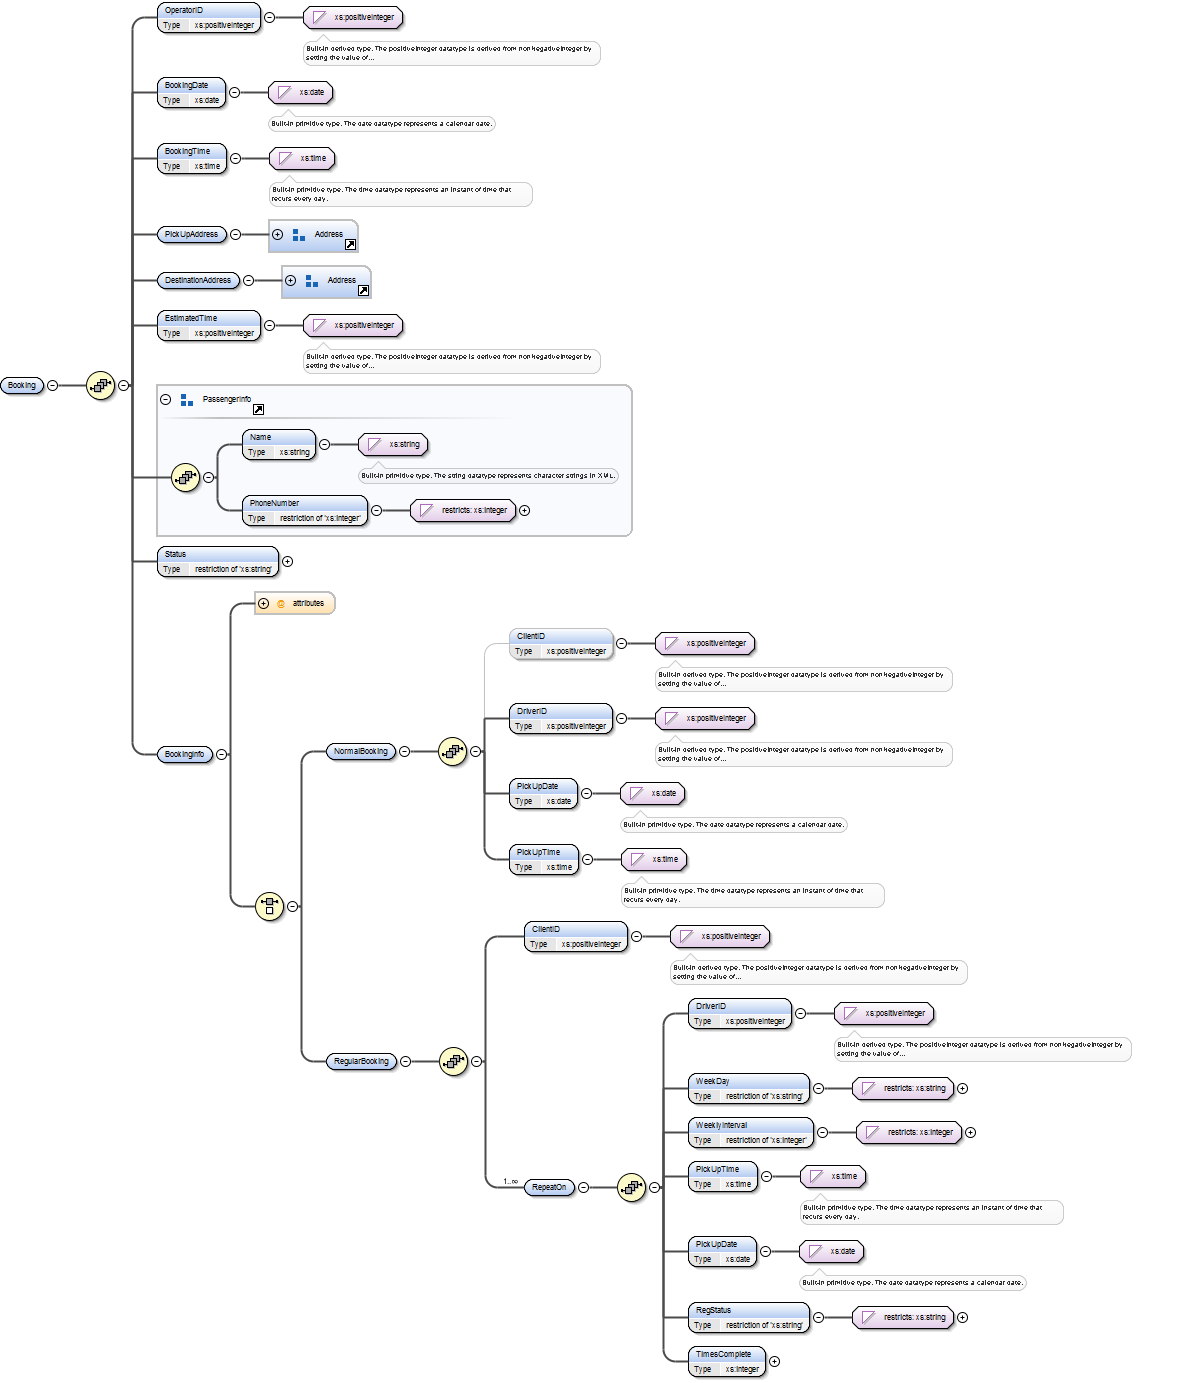 OperatorID
Type xs:positiveInteger
xs:positiveInteger
Built-in derived type. The positiveInteger datatype is derived from nonNegativeInteger by
setting the value of...
BookingDate
Type xs:date
xs:date
Built-in primitive type. The date datatype represents a calendar date.
BookingTime
Type xs:time
xs:time
Built-in primitive type. The time datatype represents an instant of time that
recurs every day.
PickUpAddress
Address
DestinationAddress
Address
EstimatedTime
Type xs:positiveInteger
xs:positiveInteger
Built-in derived type. The positiveInteger datatype is derived from nonNegativeInteger by
setting the value of...
Booking
PassengerInfo
Name
Type xs:string
xs:string
Built-in primitive type. The string datatype represents character strings in XML.
PhoneNumber
Type restriction of 'xs:integer'
restricts: xs:integer
Status
Type restriction of 'xs:string'
@ attributes
ClientID
Type xs:positiveInteger
xs:positiveInteger
Built-in derived type. The positiveInteger datatype is derived from nonNegativeInteger by
setting the value of...
DriverID
Type xs:positiveInteger
xs:positiveInteger
Built-in derived type. The positiveInteger datatype is derived from nonNegativeInteger by
setting the value of...
BookingInfo
NormalBooking
PickUpDate
Type xs:date
xs:date
Built-in primitive type. The date datatype represents a calendar date.
PickUpTime
Type xs:time
xs:time
Built-in primitive type. The time datatype represents an instant of time that
recurs every day.
ClientID
Type xs:positiveInteger
xs:positiveInteger
Built-in derived type. The positiveInteger datatype is derived from nonNegativeInteger by
setting the value of...
RegularBooking
DriverID
Type xs:positiveInteger
xs:positiveInteger
Built-in derived type. The positiveInteger datatype is derived from nonNegativeInteger by
setting the value of...
WeekDay
Type restriction of 'xs:string'
restricts: xs:string
WeeklyInterval
Type restriction of 'xs:integer'
restricts: xs:integer
1..∞
RepeatOn
PickUpTime
Type xs:time
xs:time
Built-in primitive type. The time datatype represents an instant of time that
recurs every day.
PickUpDate
Type xs:date
xs:date
Built-in primitive type. The date datatype represents a calendar date.
RegStatus
Type restriction of 'xs:string'
restricts: xs:string
TimesComplete
Type xs:integer